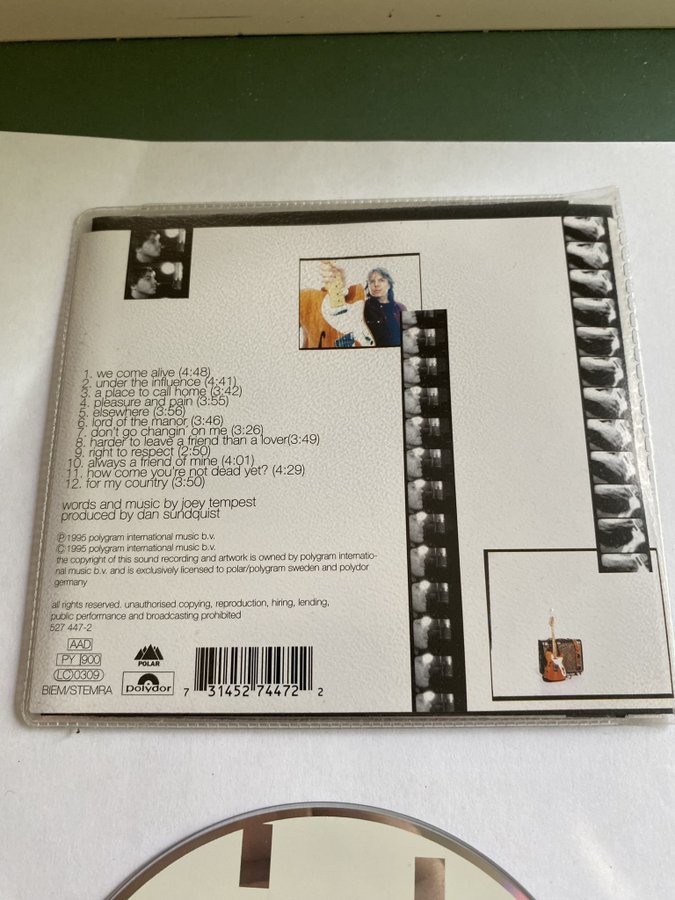 1. we come alive (4:48)
2. under the influence (4:41)
3. a place to call home (3:42)
4. pleasure and pain (3:55)
5. elsewhere (3:56)
6. lord of the manor (3:46)
7. don't go changin' on me (3:26)
8. harder to leave a friend than a lover(3:49)
9. right to respect (2:50)
10. always a friend of mine (4:01)
11. how come you're not dead yet? (4:29)
12. for my country (3:50)
words and music by joey tempest
produced by dan sundquist
℗ 1995 polygram international music b.v.
© 1995 polygram international music b.v.
the copyright of this sound recording and artwork is owned by polygram internatio-
nal music b.v. and is exclusively licensed to polar/polygram sweden and polydor
germany
all rights reserved. unauthorised copying, reproduction, hiring, lending,
public performance and broadcasting prohibited
527 447-2
AAD
PY 900
LC 0309
BIEM/STEMRA
POLAR
polydor
7 31452 74472 2